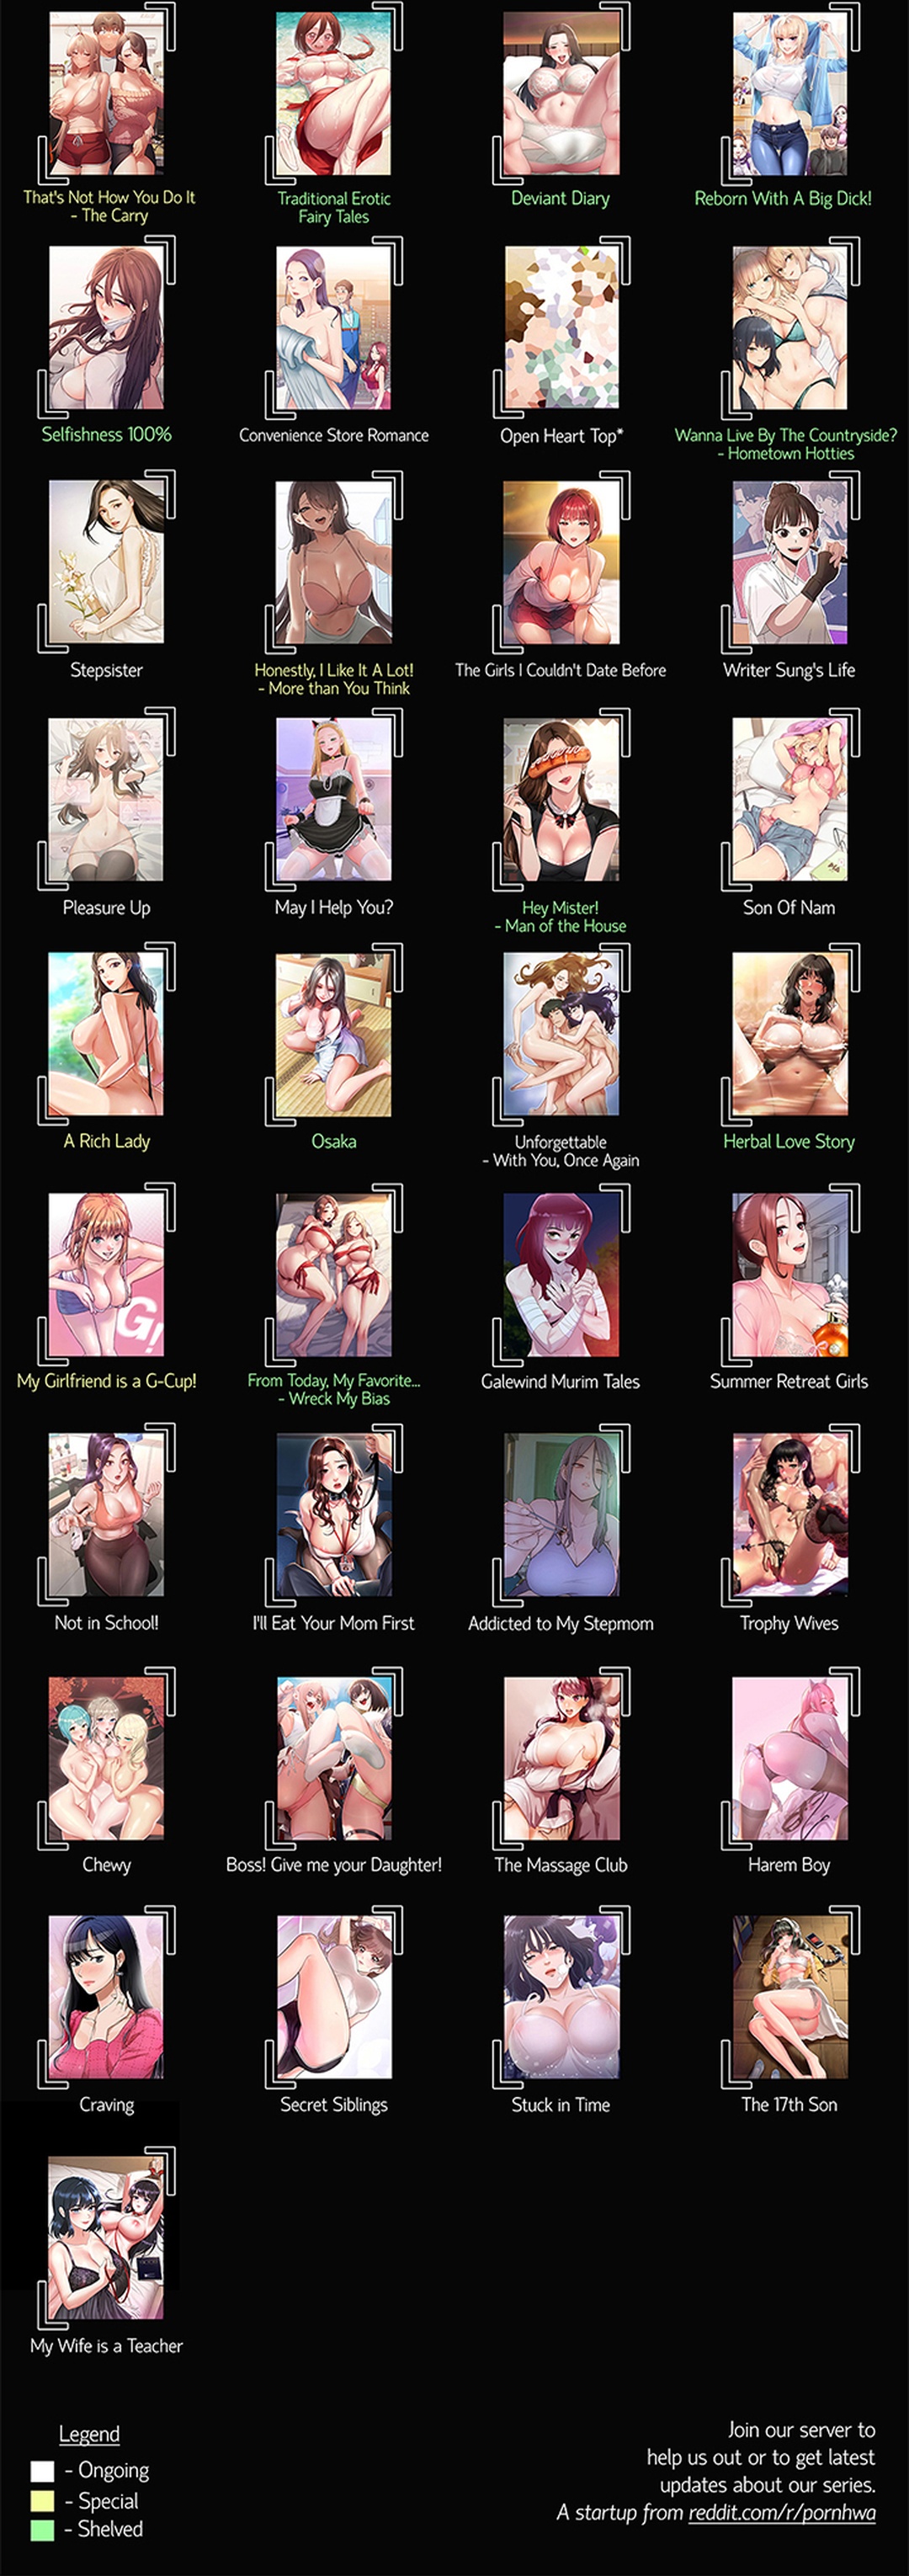 That's Not How You Do It
- The Carry
Traditional Erotic
Fairy Tales
Deviant Diary
Reborn With A Big Dick!
Selfishness 100%
Convenience Store Romance
Open Heart Top*
Wanna Live By The Countryside?
- Hometown Hotties
Stepsister
Honestly, I Like It A Lot!
- More than You Think
The Girls I Couldn't Date Before
Writer Sung's Life
Pleasure Up
May I Help You?
Hey Mister!
- Man of the House
Son Of Nam
A Rich Lady
Osaka
Unforgettable
- With You, Once Again
Herbal Love Story
G!
My Girlfriend is a G-Cup!
From Today, My Favorite...
- Wreck My Bias
Galewind Murim Tales
Summer Retreat Girls
Not in School!
I'll Eat Your Mom First
Addicted to My Stepmom
Trophy Wives
Chewy
Boss! Give me your Daughter!
The Massage Club
Harem Boy
Craving
Secret Siblings
Stuck in Time
The 17th Son
My Wife is a Teacher
Legend
- Ongoing
- Special
- Shelved
Join our server to
help us out or to get latest
updates about our series.
A startup from reddit.com/r/pornhwa